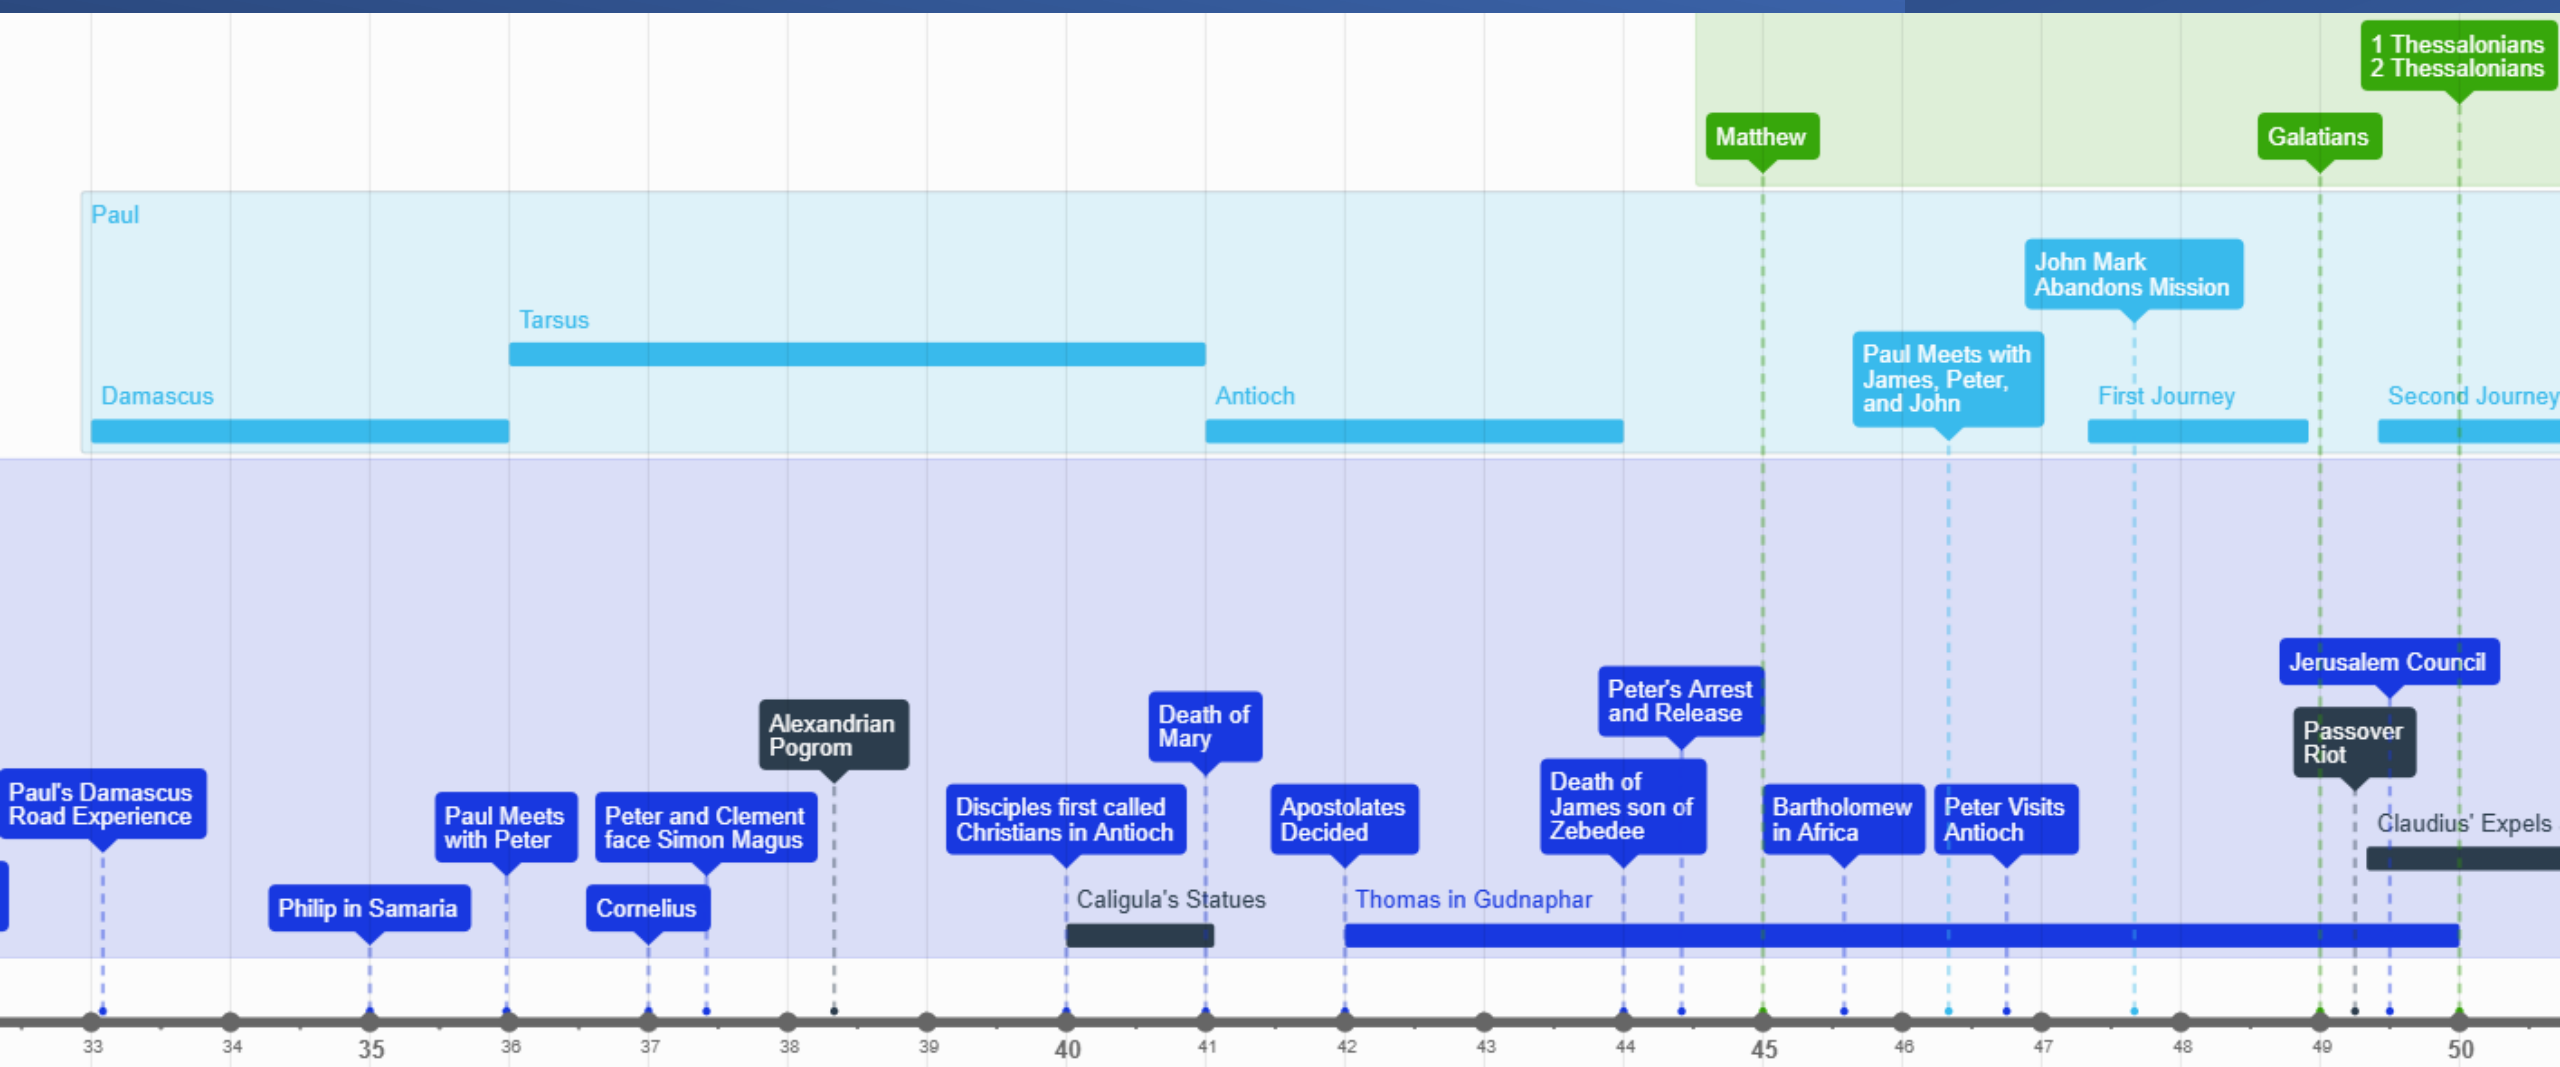 1 Thessalonians
2 Thessalonians
Matthew
Galatians
Paul
John Mark
Abandons Mission
Tarsus
Paul Meets with
James, Peter,
and John
Damascus
Antioch
First Journey
Second Journey
Jerusalem Council
Peter's Arrest
and Release
Death of
Mary
Alexandrian
Pogrom
Passover
Riot
Paul's Damascus
Road Experience
Paul Meets
with Peter
Peter and Clement
face Simon Magus
Disciples first called
Christians in Antioch
Apostolates
Decided
Death of
James son of
Zebedee
Bartholomew
in Africa
Peter Visits
Antioch
Claudius' Expels
Philip in Samaria
Cornelius
Caligula's Statues
Thomas in Gudnaphar
33
34
35
36
37
38
39
40
41
42
43
44
45
46
47
48
49
50